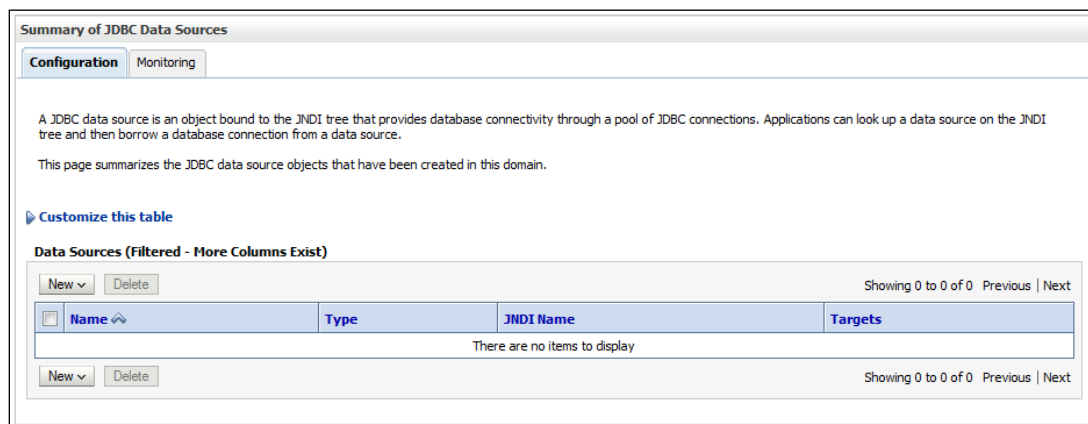 Summary of JDBC Data Sources
Configuration Monitoring
A JDBC data source is an object bound to the JNDI tree that provides database connectivity through a pool of JDBC connections. Applications can look up a data source on the JNDI
tree and then borrow a database connection from a data source.
This page summarizes the JDBC data source objects that have been created in this domain.
Customize this table
Data Sources (Filtered - More Columns Exist)
New Delete Showing 0 to 0 of 0 Previous | Next
Name Type JNDI Name Targets
There are no items to display
New Delete Showing 0 to 0 of 0 Previous | Next